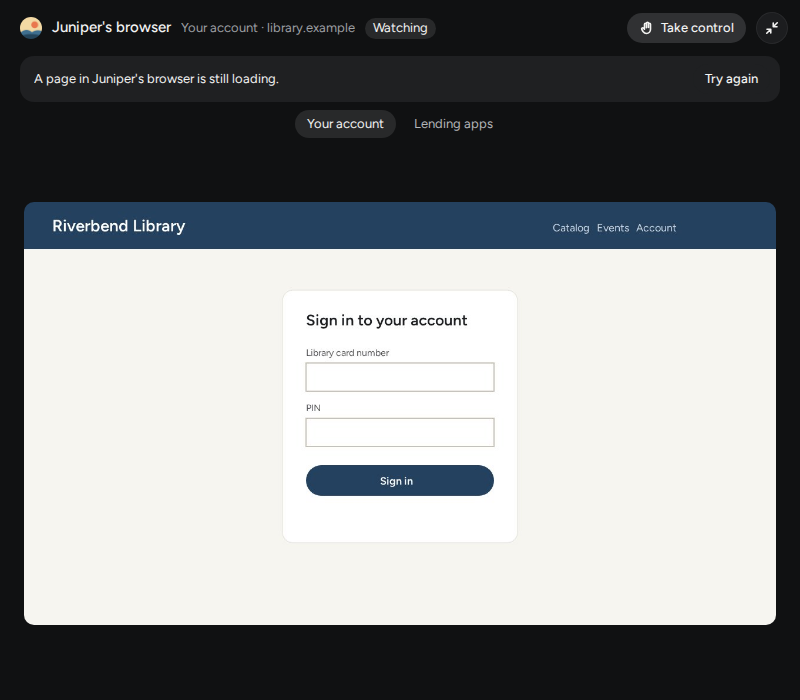 Juniper's browser Your account · library.example Watching Take control
A page in Juniper's browser is still loading. Try again
Your account Lending apps
Riverbend Library Catalog Events Account
Sign in to your account
Library card number
PIN
Sign in